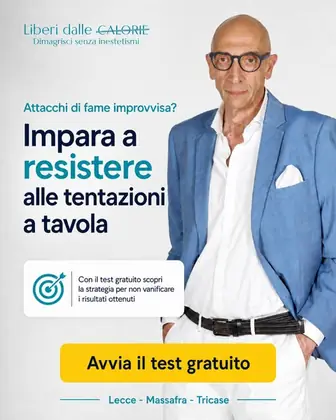 Liberi dalle CALORIE
Dimagrisci senza inestetismi
Attacchi di fame improvvisa?
Impara a
resistere
alle tentazioni
a tavola
Con il test gratuito scopri
la strategia per non vanificare
i risultati ottenuti
Avvia il test gratuito
Lecce - Massafra - Tricase